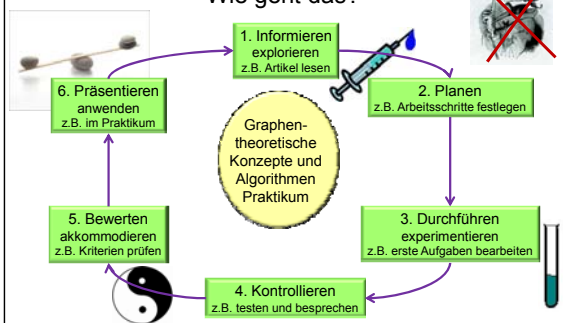 Wie geht das?
1. Informieren
explorieren
z.B. Artikel lesen
2. Planen
z.B. Arbeitsschritte festlegen
3. Durchführen
experimentieren
z.B. erste Aufgaben bearbeiten
4. Kontrollieren
z.B. testen und besprechen
5. Bewerten
akkommodieren
z.B. Kriterien prüfen
6. Präsentieren
anwenden
z.B. im Praktikum
Graphen-
theoretische
Konzepte und
Algorithmen
Praktikum